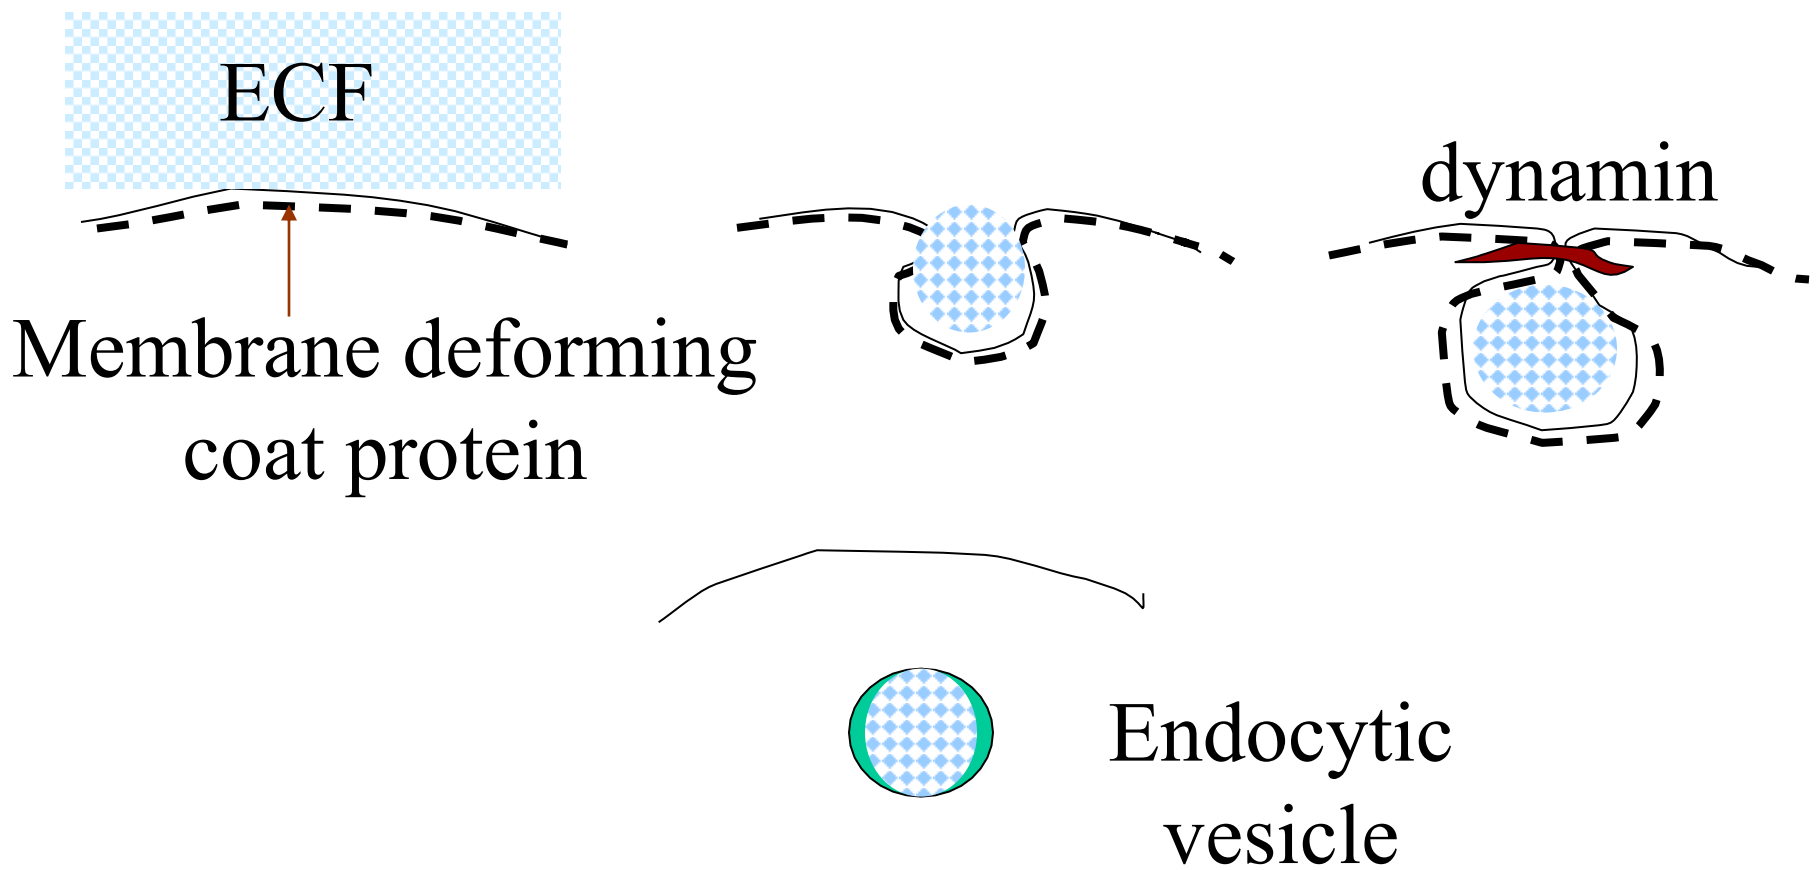 ECF
dynamin
Membrane deforming
coat protein
Endocytic
vesicle